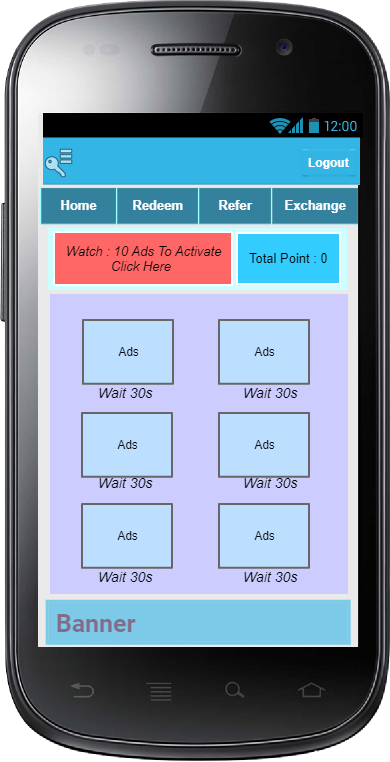 12:00
Logout
Home Redeem Refer Exchange
Watch : 10 Ads To Activate
Click Here
Total Point : 0
Ads Ads
Wait 30s Wait 30s
Ads Ads
Wait 30s Wait 30s
Ads Ads
Wait 30s Wait 30s
Banner